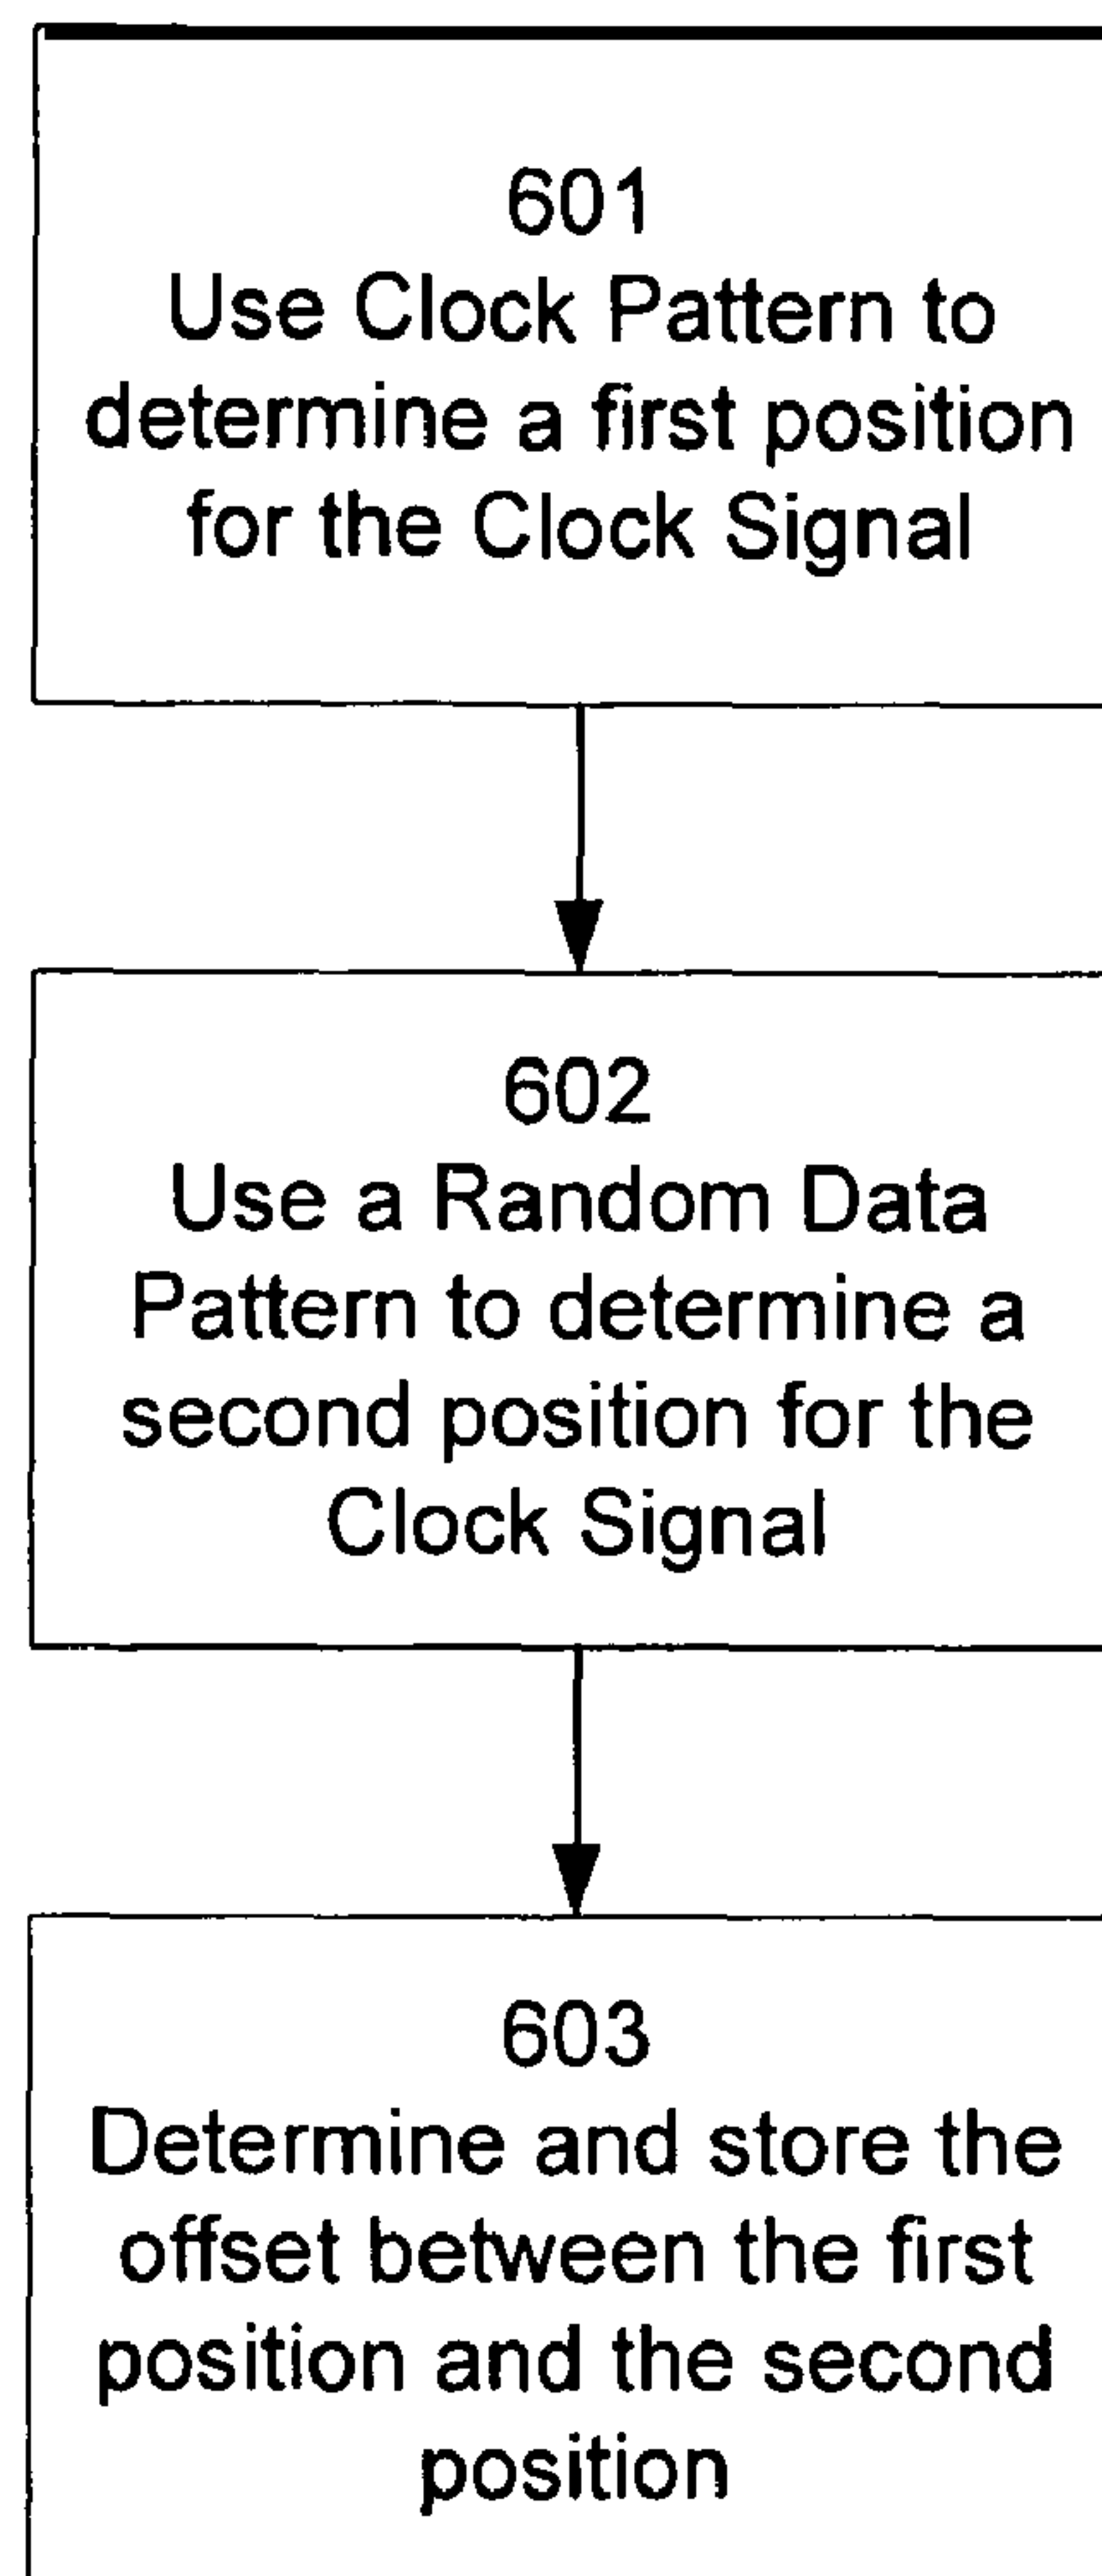 601
Use Clock Pattern to
determine a first position
for the Clock Signal
602
Use a Random Data
Pattern to determine a
second position for the
Clock Signal
603
Determine and store the
offset between the first
position and the second
position